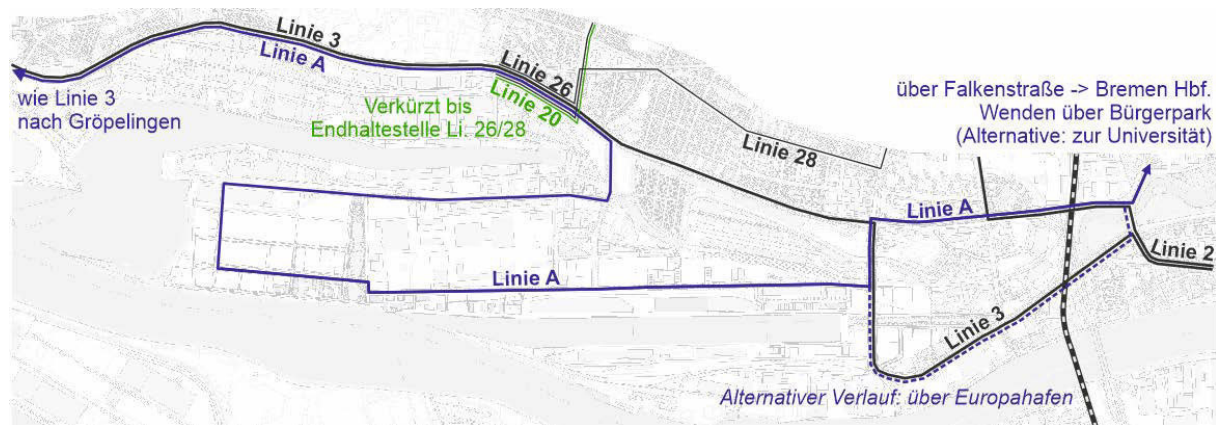 Linie 3
Linie A
wie Linie 3
nach Gröpelingen
Linie 26
Linie 20
Verkürzt bis
Endhaltestelle Li. 26/28
Linie 28
über Falkenstraße -> Bremen Hbf.
Wenden über Bürgerpark
(Alternative: zur Universität)
Linie A
Linie 2
Linie A
Linie 3
Alternativer Verlauf: über Europahafen